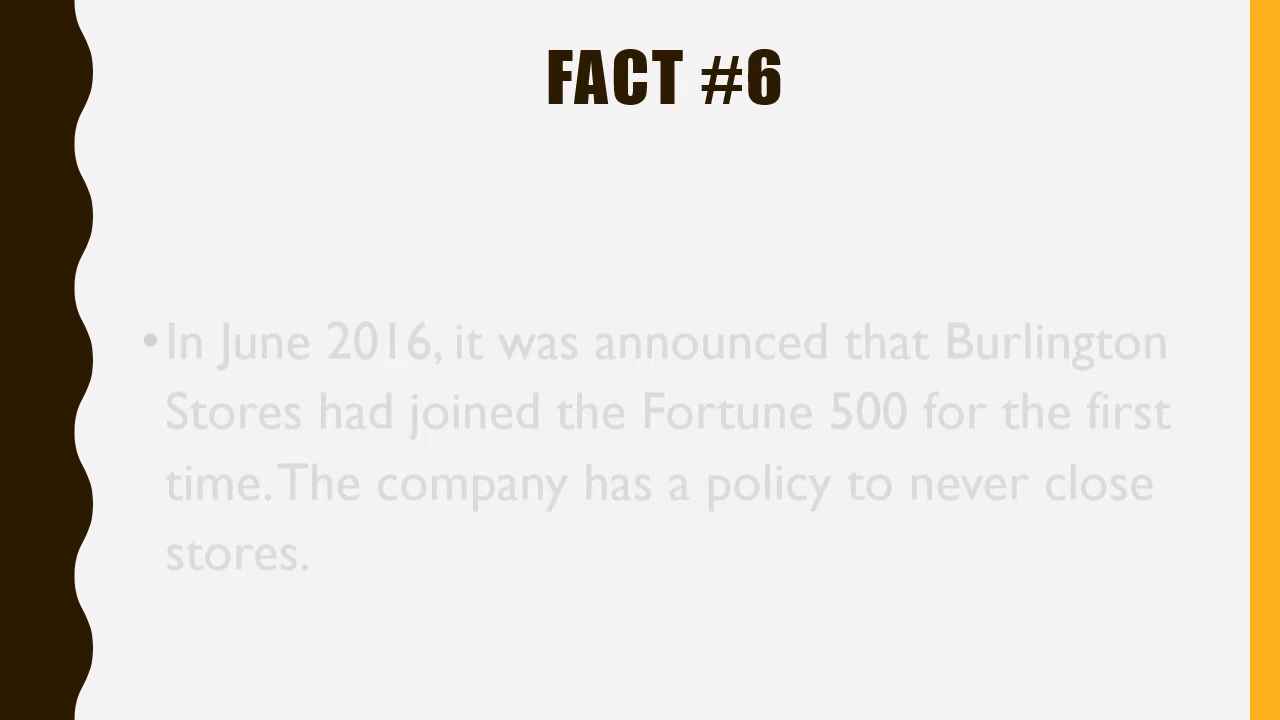 FACT #6
•In June 2016, it was announced that Burlington
Stores had joined the Fortune 500 for the first
time. The company has a policy to never close
stores.